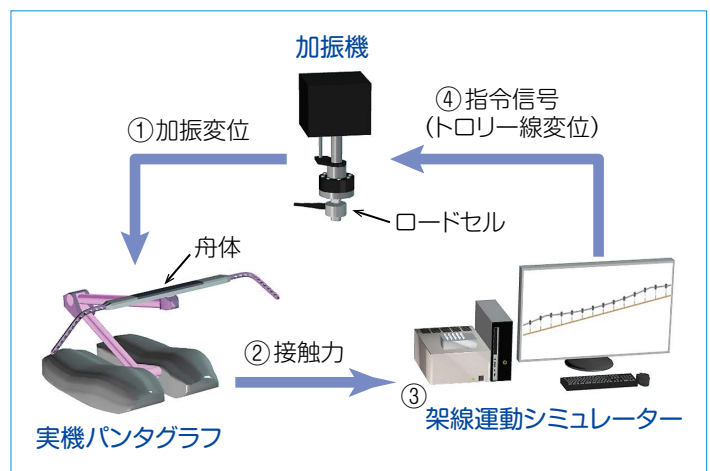 加振機
④指令信号
(トロリー線変位)
①加振変位
ロードセル
舟体
②接触力
③
架線運動シミュレーター
実機パンタグラフ